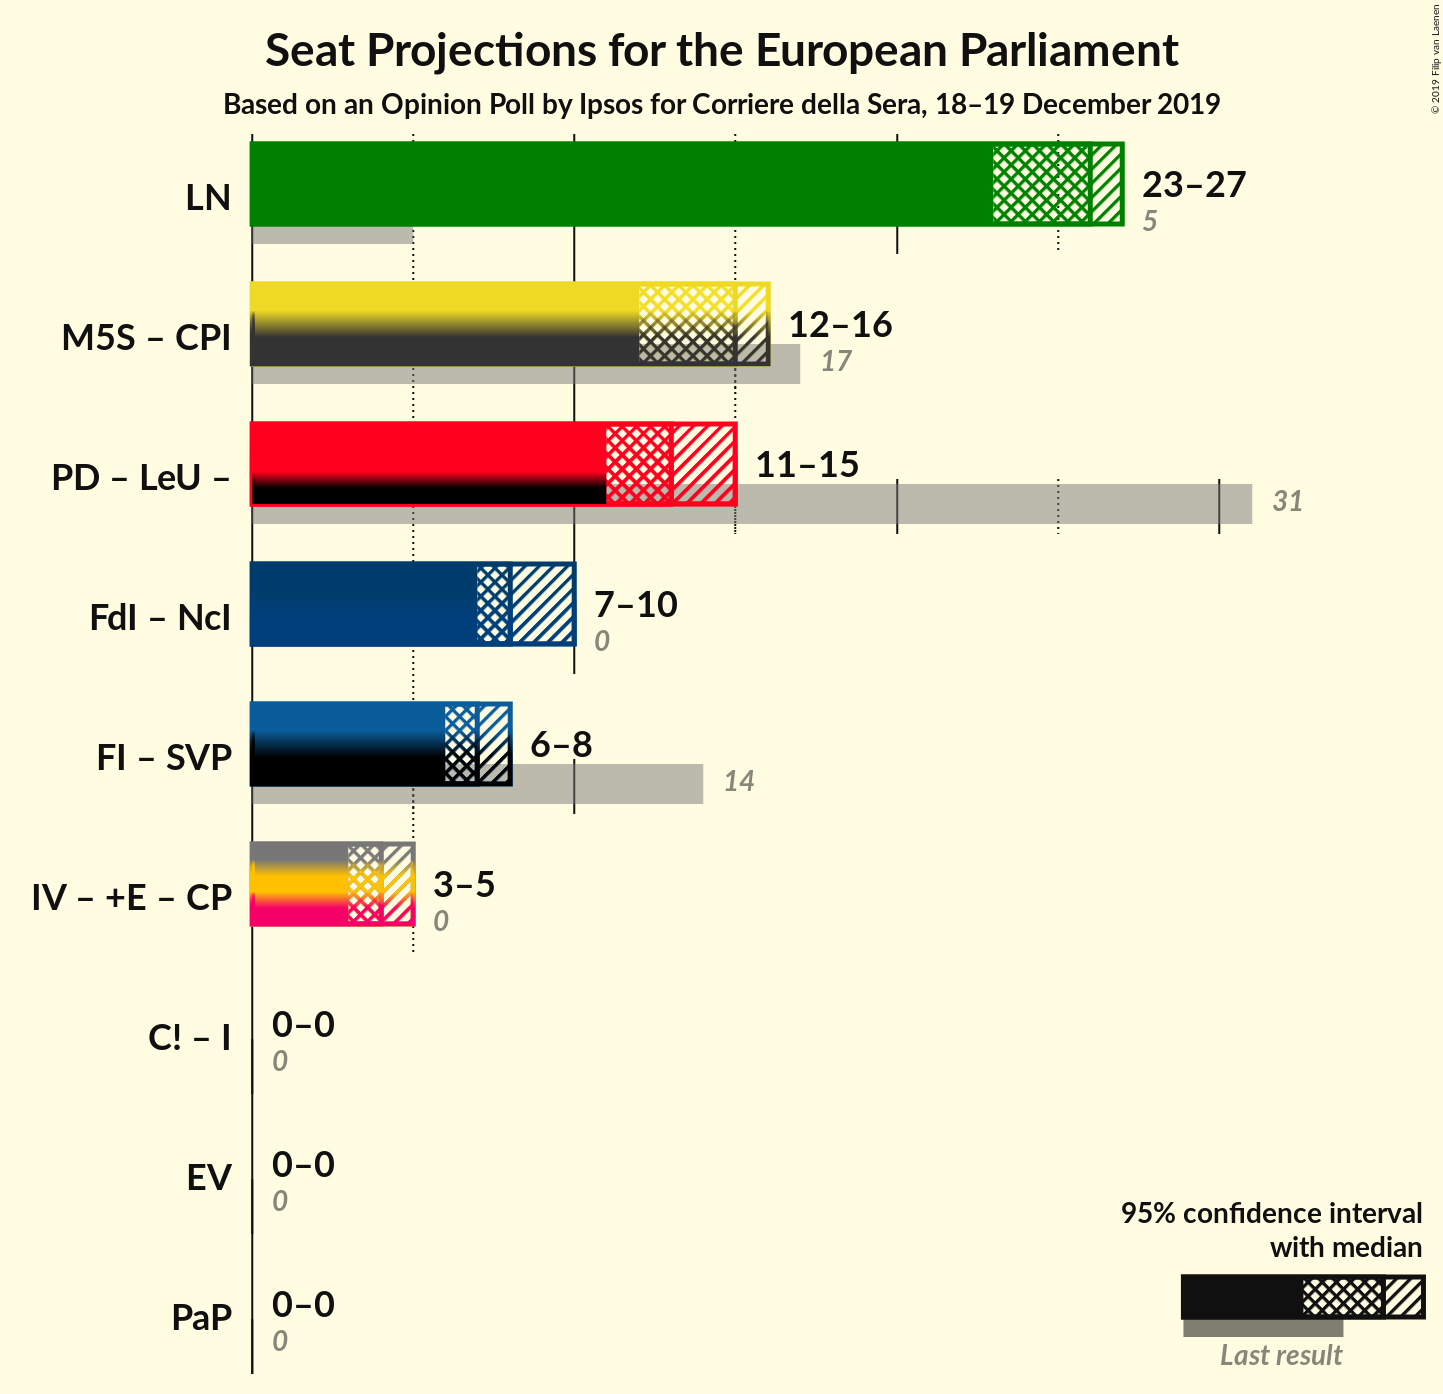 Seat Projections for the European Parliament
Based on an Opinion Poll by Ipsos for Corriere della Sera, 18–19 December 2019
© 2019 Filip van Laenen
LN
23–27
5
M5S – CPI
12–16
17
PD – LeU –
11–15
31
FdI – NcI
7–10
0
FI – SVP
6–8
14
IV – +E – CP
3–5
0
C! – I
0–0
0
EV
0–0
0
PaP
0–0
0
95% confidence interval
with median
Last result